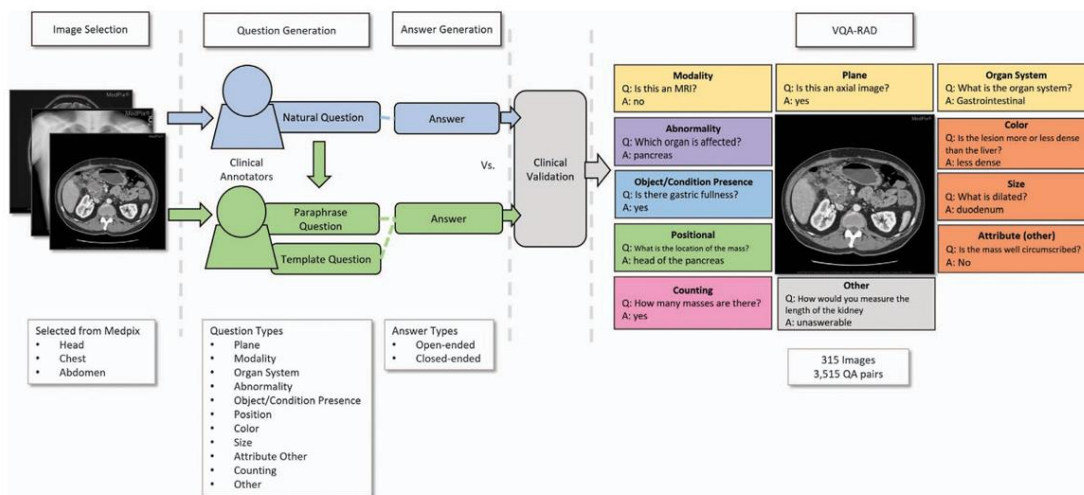 Image Selection
Question Generation
Answer Generation
VQA-RAD
MedPix®
MedPix®
MedPix®
Natural Question
Answer
Clinical
Annotators
Vs.
Clinical
Validation
Paraphrase
Question
Answer
Template Question
Modality
Q: Is this an MRI?
A: no
Plane
Q: Is this an axial image?
A: yes
Organ System
Q: What is the organ system?
A: Gastrointestinal
Abnormality
Q: Which organ is affected?
A: pancreas
MedPix®
Color
Q: Is the lesion more or less dense
than the liver?
A: less dense
Object/Condition Presence
Q: Is there gastric fullness?
A: yes
Size
Q: What is dilated?
A: duodenum
Positional
Q: What is the location of the mass?
A: head of the pancreas
Attribute (other)
Q: Is the mass well circumscribed?
A: No
Counting
Q: How many masses are there?
A: yes
Other
Q: How would you measure the
length of the kidney
A: unaswerable
Selected from Medpix
• Head
• Chest
• Abdomen
Question Types
• Plane
• Modality
• Organ System
• Abnormality
• Object/Condition Presence
• Position
• Color
• Size
• Attribute Other
• Counting
• Other
Answer Types
• Open-ended
• Closed-ended
315 Images
3,515 QA pairs